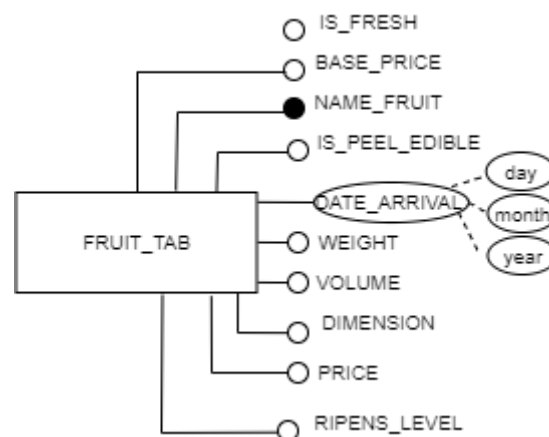 IS_FRESH
BASE_PRICE
NAME_FRUIT
IS_PEEL_EDIBLE
day
DATE_ARRIVAL
month
FRUIT_TAB
WEIGHT
year
VOLUME
DIMENSION
PRICE
RIPENS_LEVEL